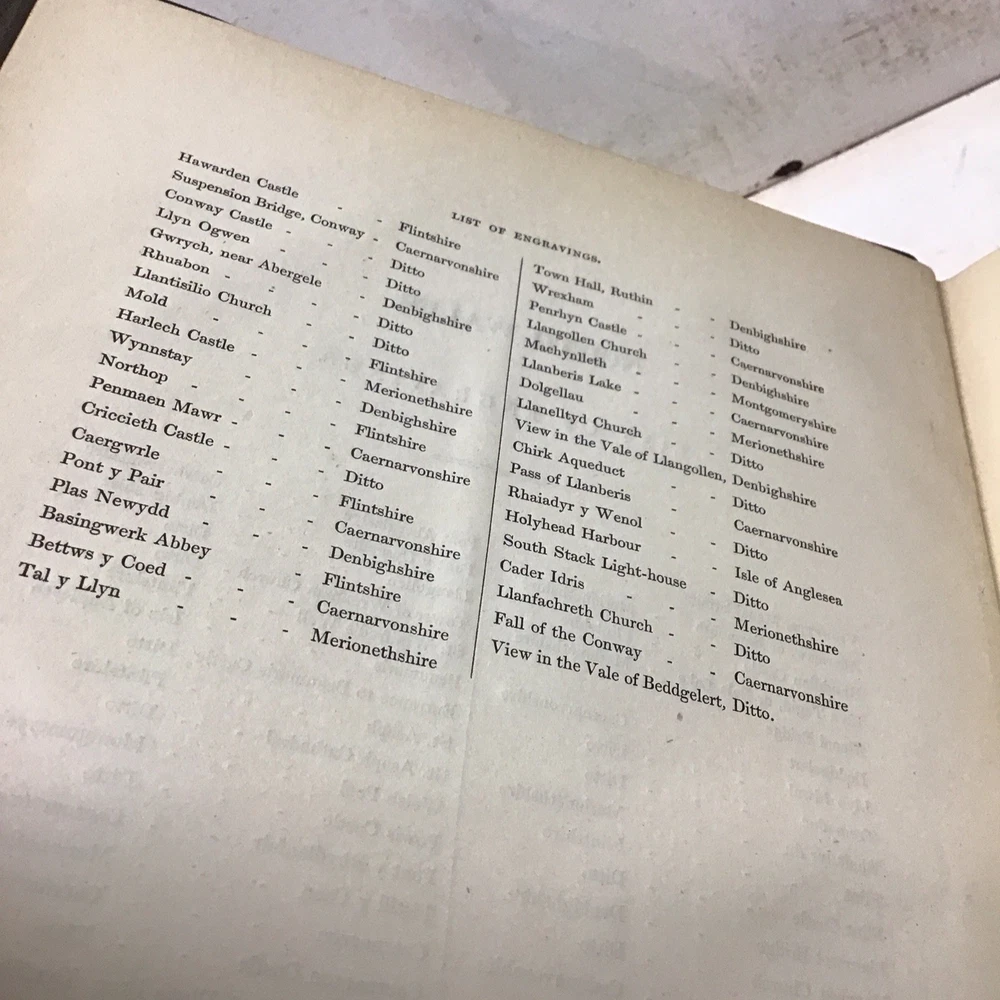 LIST OF ENGRAVINGS.
Hawarden Castle - - Flintshire
Suspension Bridge, Conway - Caernarvonshire
Conway Castle - - - Ditto
Llyn Ogwen - - - Ditto
Gwrych, near Abergele - Denbighshire
Rhuabon - - - - Ditto
Llantisilio Church - - Ditto
Mold - - - - Flintshire
Harlech Castle - - - Merionethshire
Wynnstay - - - Denbighshire
Northop - - - - Flintshire
Penmaen Mawr - - - Caernarvonshire
Criccieth Castle - - - Ditto
Caergwrle - - - Flintshire
Pont y Pair - - - Caernarvonshire
Plas Newydd - - - Denbighshire
Basingwerk Abbey - - Flintshire
Bettws y Coed - - - Caernarvonshire
Tal y Llyn - - - Merionethshire
Town Hall, Ruthin - - Denbighshire
Wrexham - - - Ditto
Penrhyn Castle - - - Caernarvonshire
Llangollen Church - - Denbighshire
Machynlleth - - - Montgomeryshire
Llanberis Lake - - - Caernarvonshire
Dolgellau - - - Merionethshire
Llanelltyd Church - - Ditto
View in the Vale of Llangollen, Denbighshire
Chirk Aqueduct - - Ditto
Pass of Llanberis - - Caernarvonshire
Rhaiadyr y Wenol - - Ditto
Holyhead Harbour - - Isle of Anglesea
South Stack Light-house - Ditto
Cader Idris - - - Merionethshire
Llanfachreth Church - - Ditto
Fall of the Conway - - Caernarvonshire
View in the Vale of Beddgelert, Ditto.